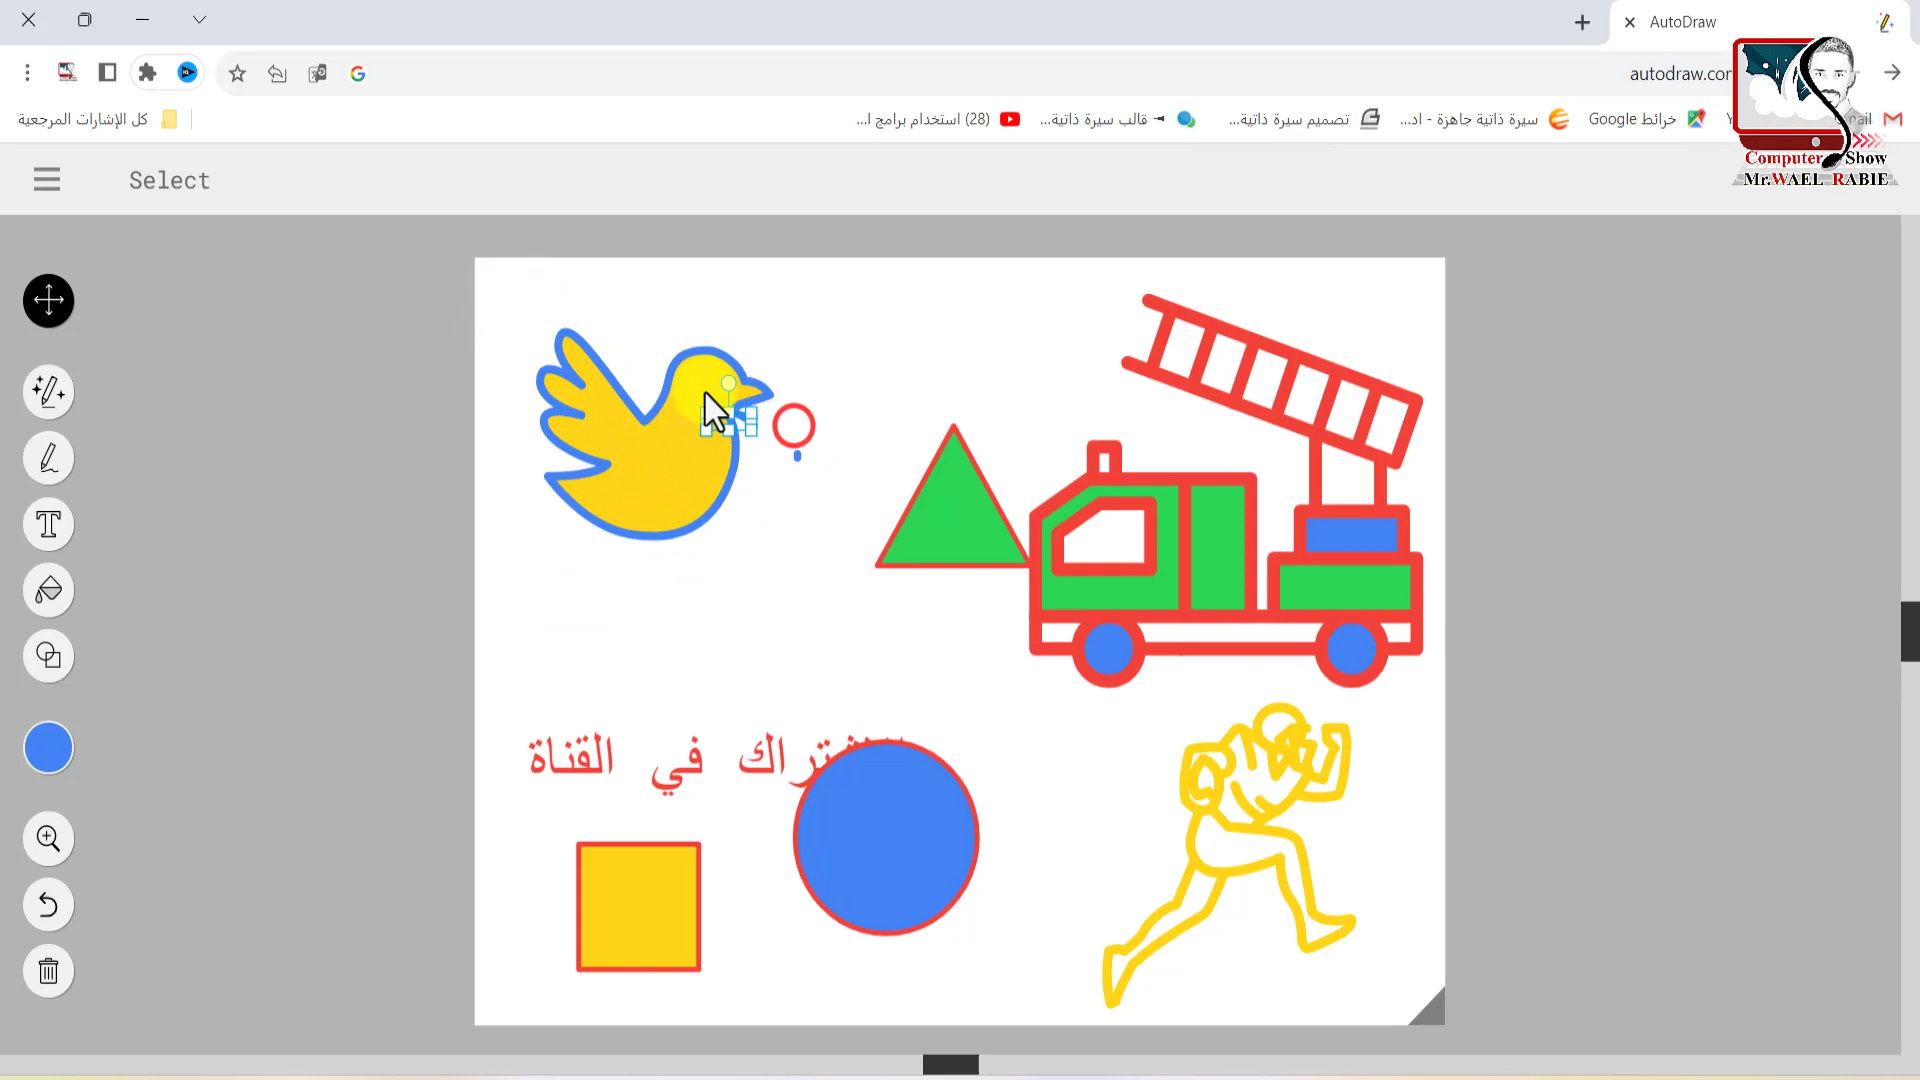 AutoDraw
autodraw.com
كل الإشارات المرجعية
(28) استخدام برامج ا...
قالب سيرة ذاتية...
تصميم سيرة ذاتية...
سيرة ذاتية جاهزة - اد...
خرائط Google
Computer Show
Mr.WAEL RABIE
Select
في القناة